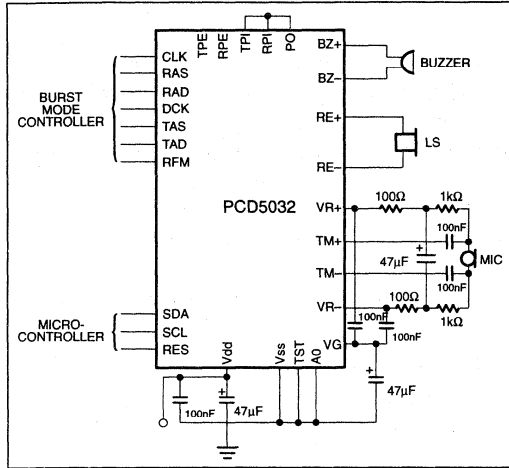 TPE
RPE
TPI
RPI
PO
CLK
RAS
RAD
DCK
TAS
TAD
RFM
BURST
MODE
CONTROLLER
BZ+
BZ−
BUZZER
RE+
RE−
LS
PCD5032
VR+
100Ω
1kΩ
100nF
TM+
47μF
+
MIC
TM−
100nF
VR−
100Ω
1kΩ
100nF
100nF
VG
SDA
SCL
RES
MICRO-
CONTROLLER
Vdd
Vss
TST
A0
100nF
+
47μF
+
47μF